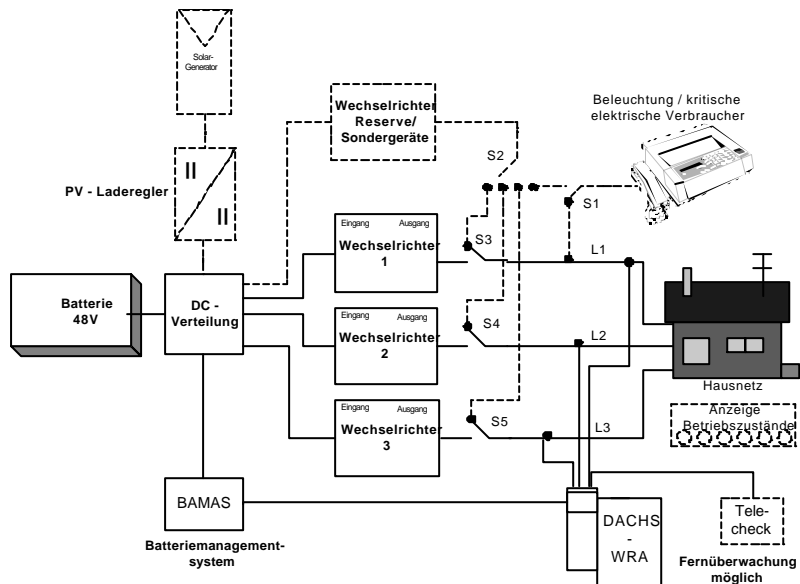 Solar-
Generator
Wechselrichter
Reserve/
Sondergeräte
Beleuchtung / kritische
elektrische Verbraucher
S2
PV - Laderegler
II
II
S1
Eingang Ausgang
Wechselrichter
1
S3
L1
Batterie
48V
DC -
Verteilung
Eingang Ausgang
Wechselrichter
2
S4
L2
Hausnetz
Eingang Ausgang
Wechselrichter
3
S5
L3
Anzeige
Betriebszustände
BAMAS
Batteriemanagement-
system
DACHS
-
WRA
Tele-
check
Fernüberwachung
möglich